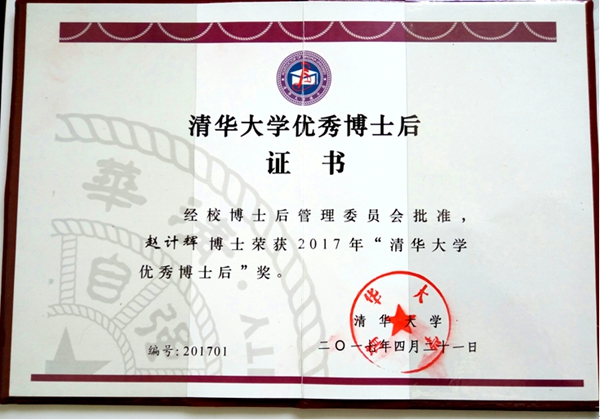 清华大学优秀博士后
证书
经校博士后管理委员会批准，
赵计辉 博士荣获2017年“清华大学
优秀博士后”奖。
清华大学
编号:201701
二〇一七年四月二十一日